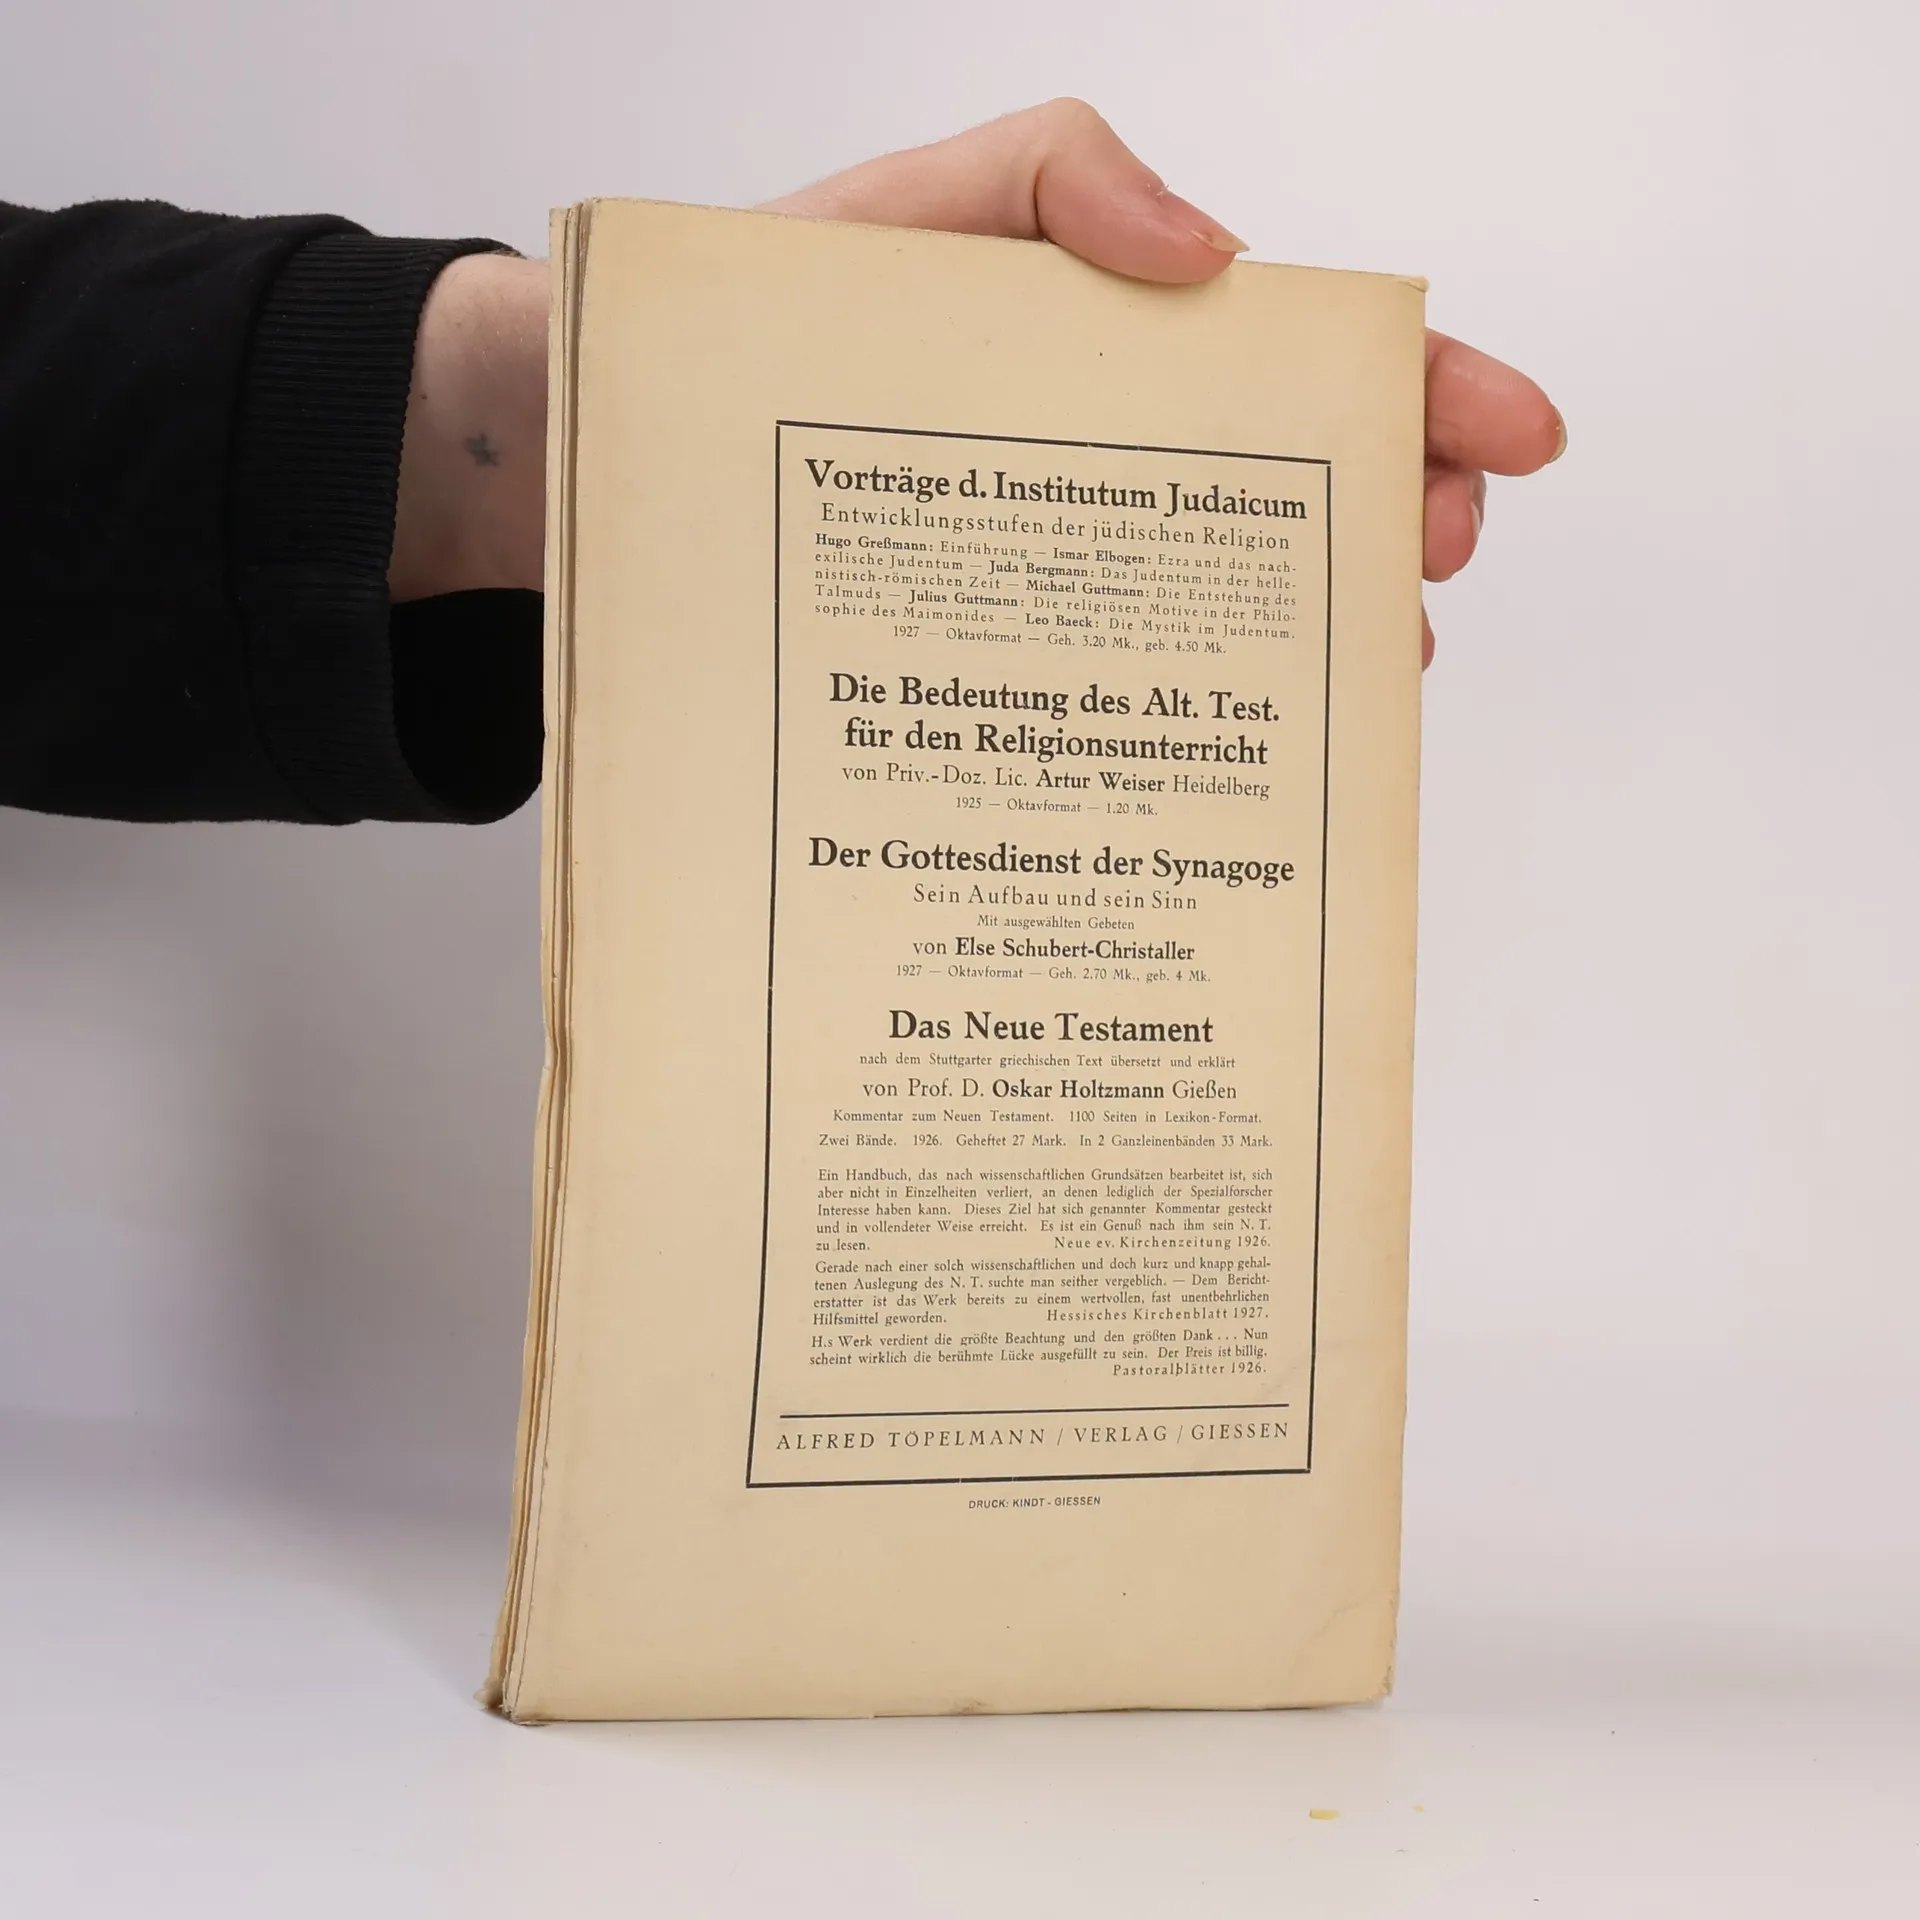 Vorträge d. Institutum Judaicum
Entwicklungsstufen der jüdischen Religion
Hugo Greßmann: Einführung — Ismar Elbogen: Ezra und das nach-
exilische Judentum — Juda Bergmann: Das Judentum in der helle-
nistisch-römischen Zeit — Michael Guttmann: Die Entstehung des
Talmuds — Julius Guttmann: Die religiösen Motive in der Philo-
sophie des Maimonides — Leo Baeck: Die Mystik im Judentum.
1927 — Oktavformat — Geh. 3.20 Mk., geb. 4.50 Mk.
Die Bedeutung des Alt. Test.
für den Religionsunterricht
von Priv.-Doz. Lic. Artur Weiser Heidelberg
1925 — Oktavformat — 1.20 Mk.
Der Gottesdienst der Synagoge
Sein Aufbau und sein Sinn
Mit ausgewählten Gebeten
von Else Schubert-Christaller
1927 — Oktavformat — Geh. 2.70 Mk., geb. 4 Mk.
Das Neue Testament
nach dem Stuttgarter griechischen Text übersetzt und erklärt
von Prof. D. Oskar Holtzmann Gießen
Kommentar zum Neuen Testament. 1100 Seiten in Lexikon-Format.
Zwei Bände. 1926. Geheftet 27 Mark. In 2 Ganzleinenbänden 33 Mark.
Ein Handbuch, das nach wissenschaftlichen Grundsätzen bearbeitet ist, sich
aber nicht in Einzelheiten verliert, an denen lediglich der Spezialforscher
Interesse haben kann. Dieses Ziel hat sich genannter Kommentar gesteckt
und in vollendeter Weise erreicht. Es ist ein Genuß nach ihm sein N. T.
zu lesen. Neue ev. Kirchenzeitung 1926.
Gerade nach einer solch wissenschaftlichen und doch kurz und knapp gehal-
tenen Auslegung des N. T. suchte man seither vergeblich. — Dem Bericht-
erstatter ist das Werk bereits zu einem wertvollen, fast unentbehrlichen
Hilfsmittel geworden. Hessisches Kirchenblatt 1927.
H.s Werk verdient die größte Beachtung und den größten Dank... Nun
scheint wirklich die berühmte Lücke ausgefüllt zu sein. Der Preis ist billig.
Pastoralblätter 1926.
ALFRED TÖPELMANN / VERLAG / GIESSEN
DRUCK: KINDT - GIESSEN